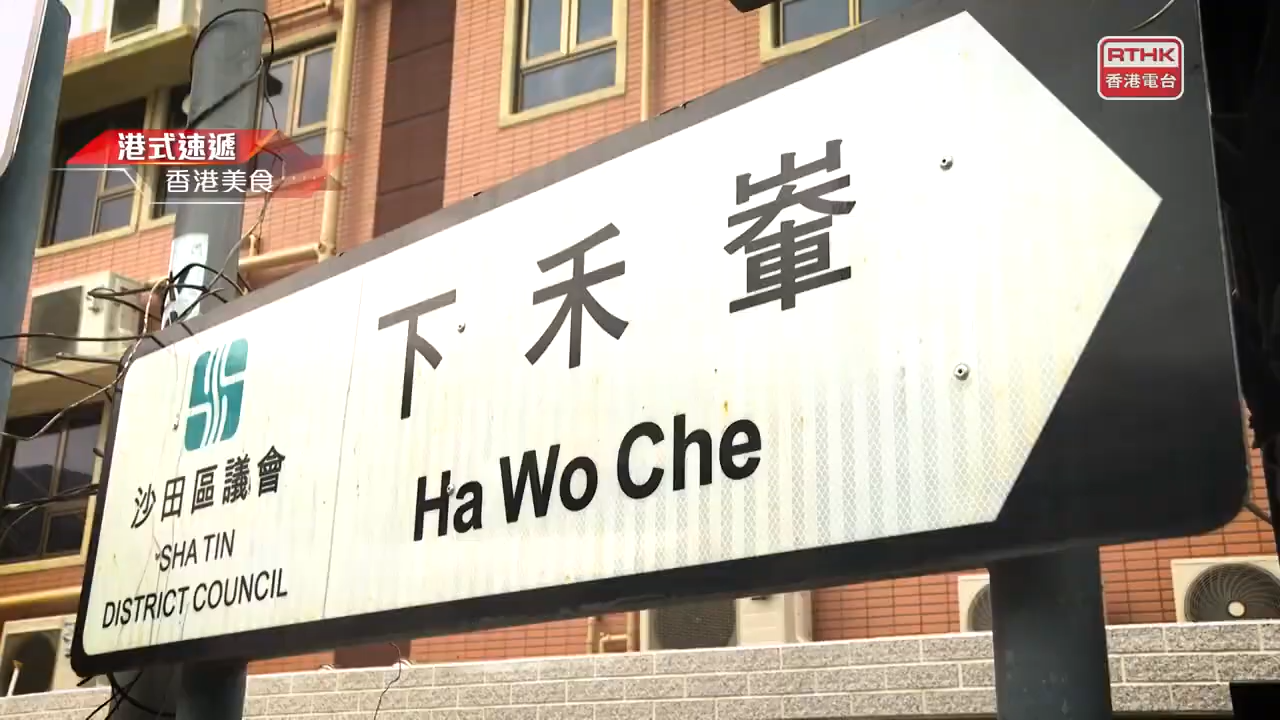 RTHK
香港電台
港式速遞
香港美食
下禾輋
Ha Wo Che
沙田區議會
SHA TIN
DISTRICT COUNCIL